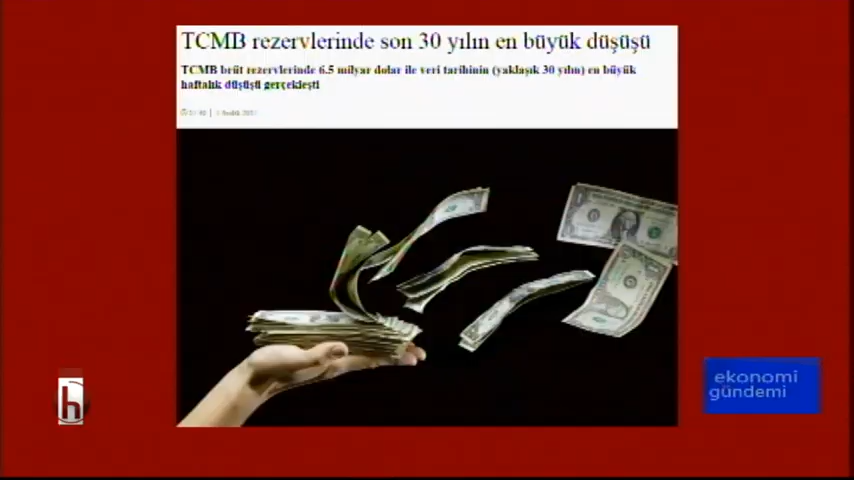 TCMB rezervlerinde son 30 yılın en büyük düşüşü
TCMB brüt rezervlerinde 6.5 milyar dolar ile veri tarihinin (yaklaşık 30 yılın) en büyük
haftalık düşüşü gerçekleşti
h
ekonomi
gündemi